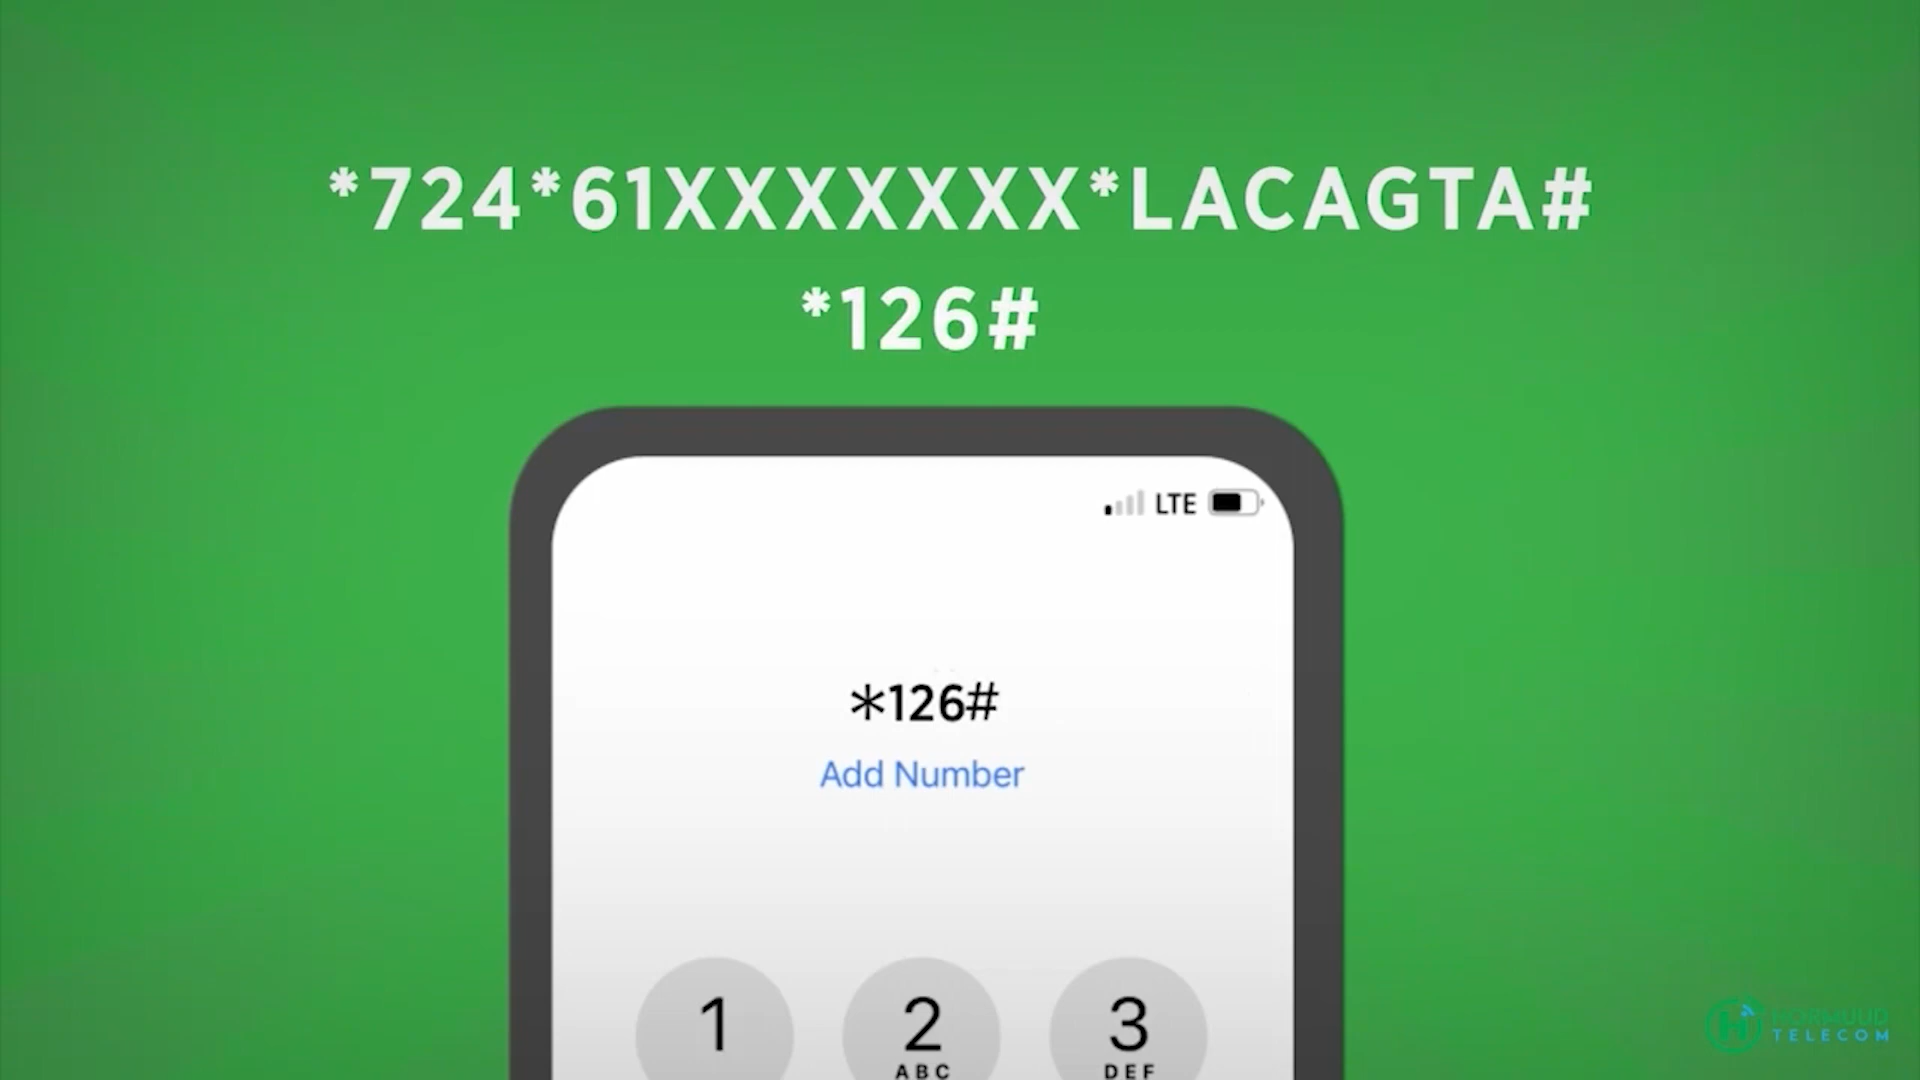 *724*61XXXXXXX*LACAGTA#
*126#
LTE
*126#
Add Number
1
2
3
ABC
DEF
HORMUUD
TELECOM